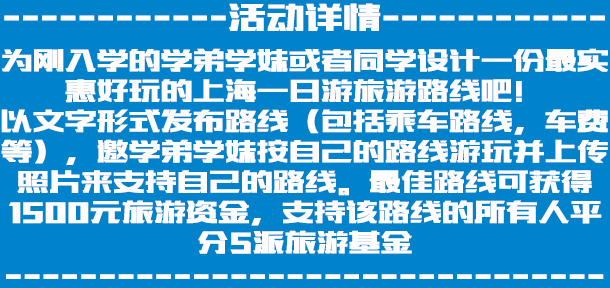 -----------活动详情-----------
为刚入学的学弟学妹或者同学设计一份最实
惠好玩的上海一日游旅游路线吧！
以文字形式发布路线（包括乘车路线，车费
等），邀学弟学妹按自己的路线游玩并上传
照片来支持自己的路线。最佳路线可获得
1500元旅游资金，支持该路线的所有人平
分5派旅游基金
------------------------------